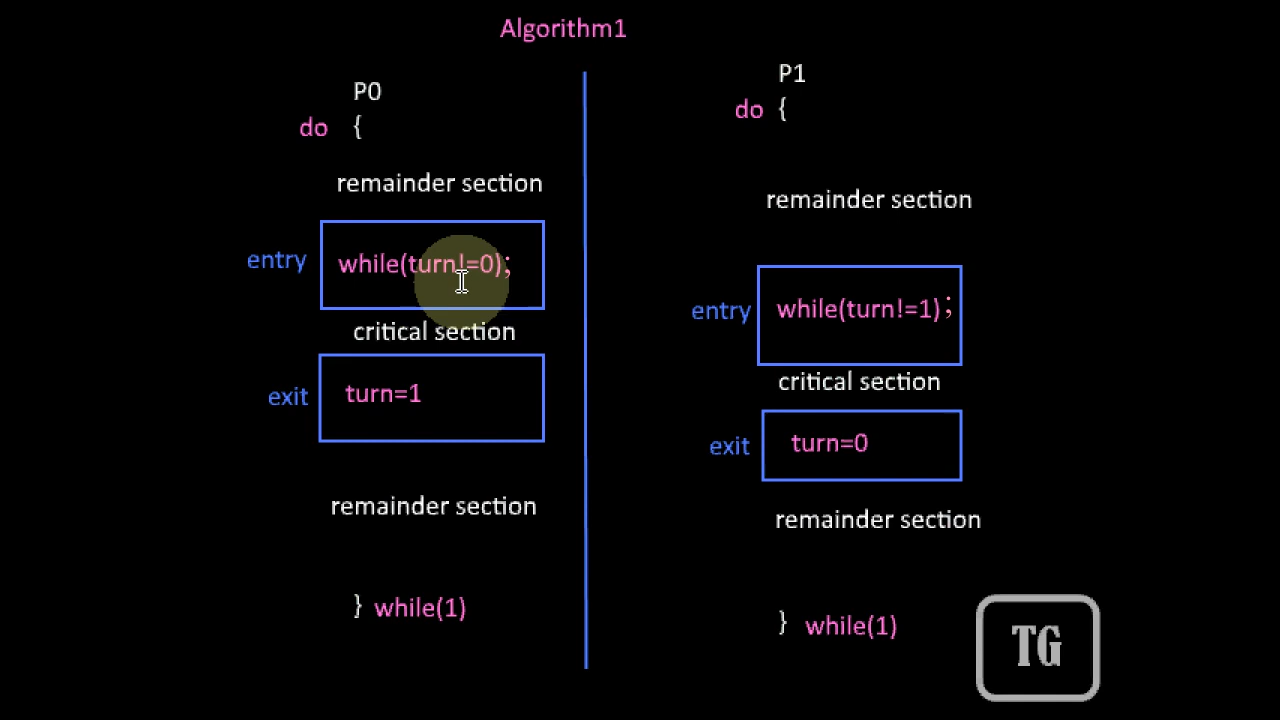 Algorithm1
P0
do {
remainder section
entry while(turn!=0);
critical section
exit turn=1
remainder section
} while(1)
P1
do {
remainder section
entry while(turn!=1);
critical section
exit turn=0
remainder section
} while(1)
TG